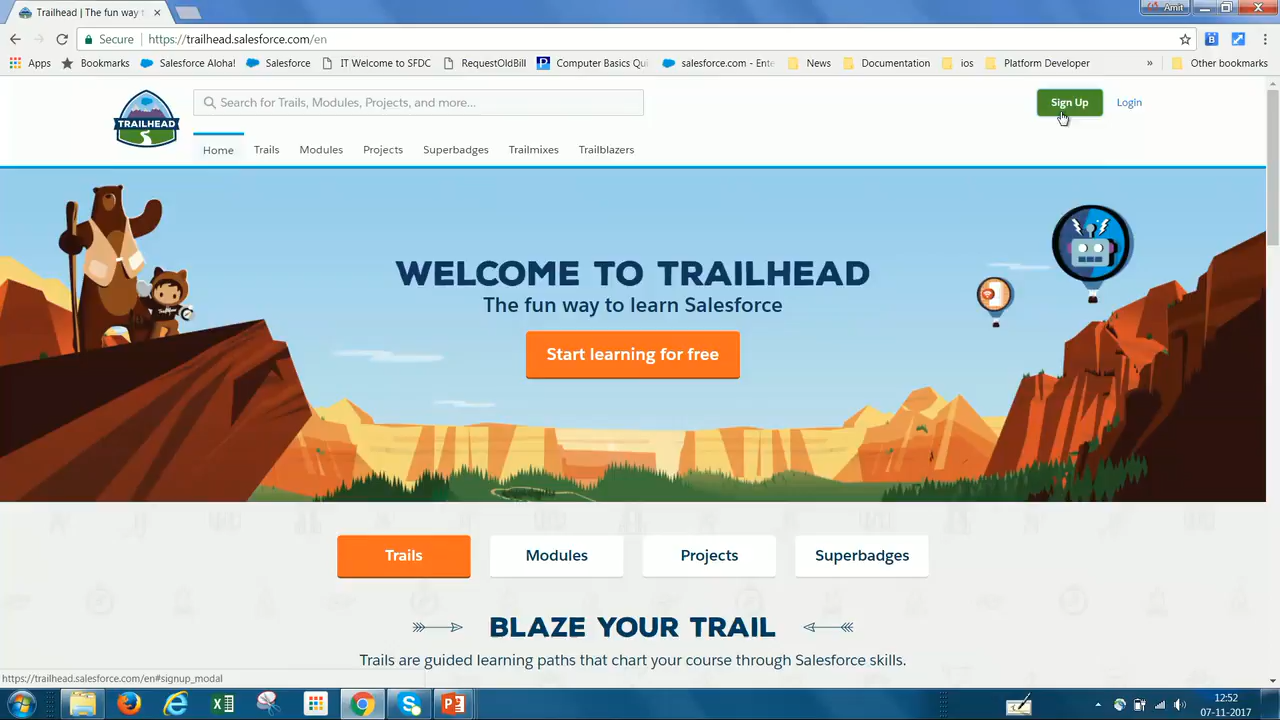 Trailhead | The fun way
Amit
Secure https://trailhead.salesforce.com/en
Apps Bookmarks Salesforce Aloha! Salesforce IT Welcome to SFDC RequestOldBill Computer Basics Qui salesforce.com - Ente News Documentation ios Platform Developer » Other bookmarks
TRAILHEAD
Search for Trails, Modules, Projects, and more...
Sign Up Login
Home Trails Modules Projects Superbadges Trailmixes Trailblazers
WELCOME TO TRAILHEAD
The fun way to learn Salesforce
Start learning for free
Trails Modules Projects Superbadges
BLAZE YOUR TRAIL
Trails are guided learning paths that chart your course through Salesforce skills.
https://trailhead.salesforce.com/en#signup_modal
12:52
07-11-2017